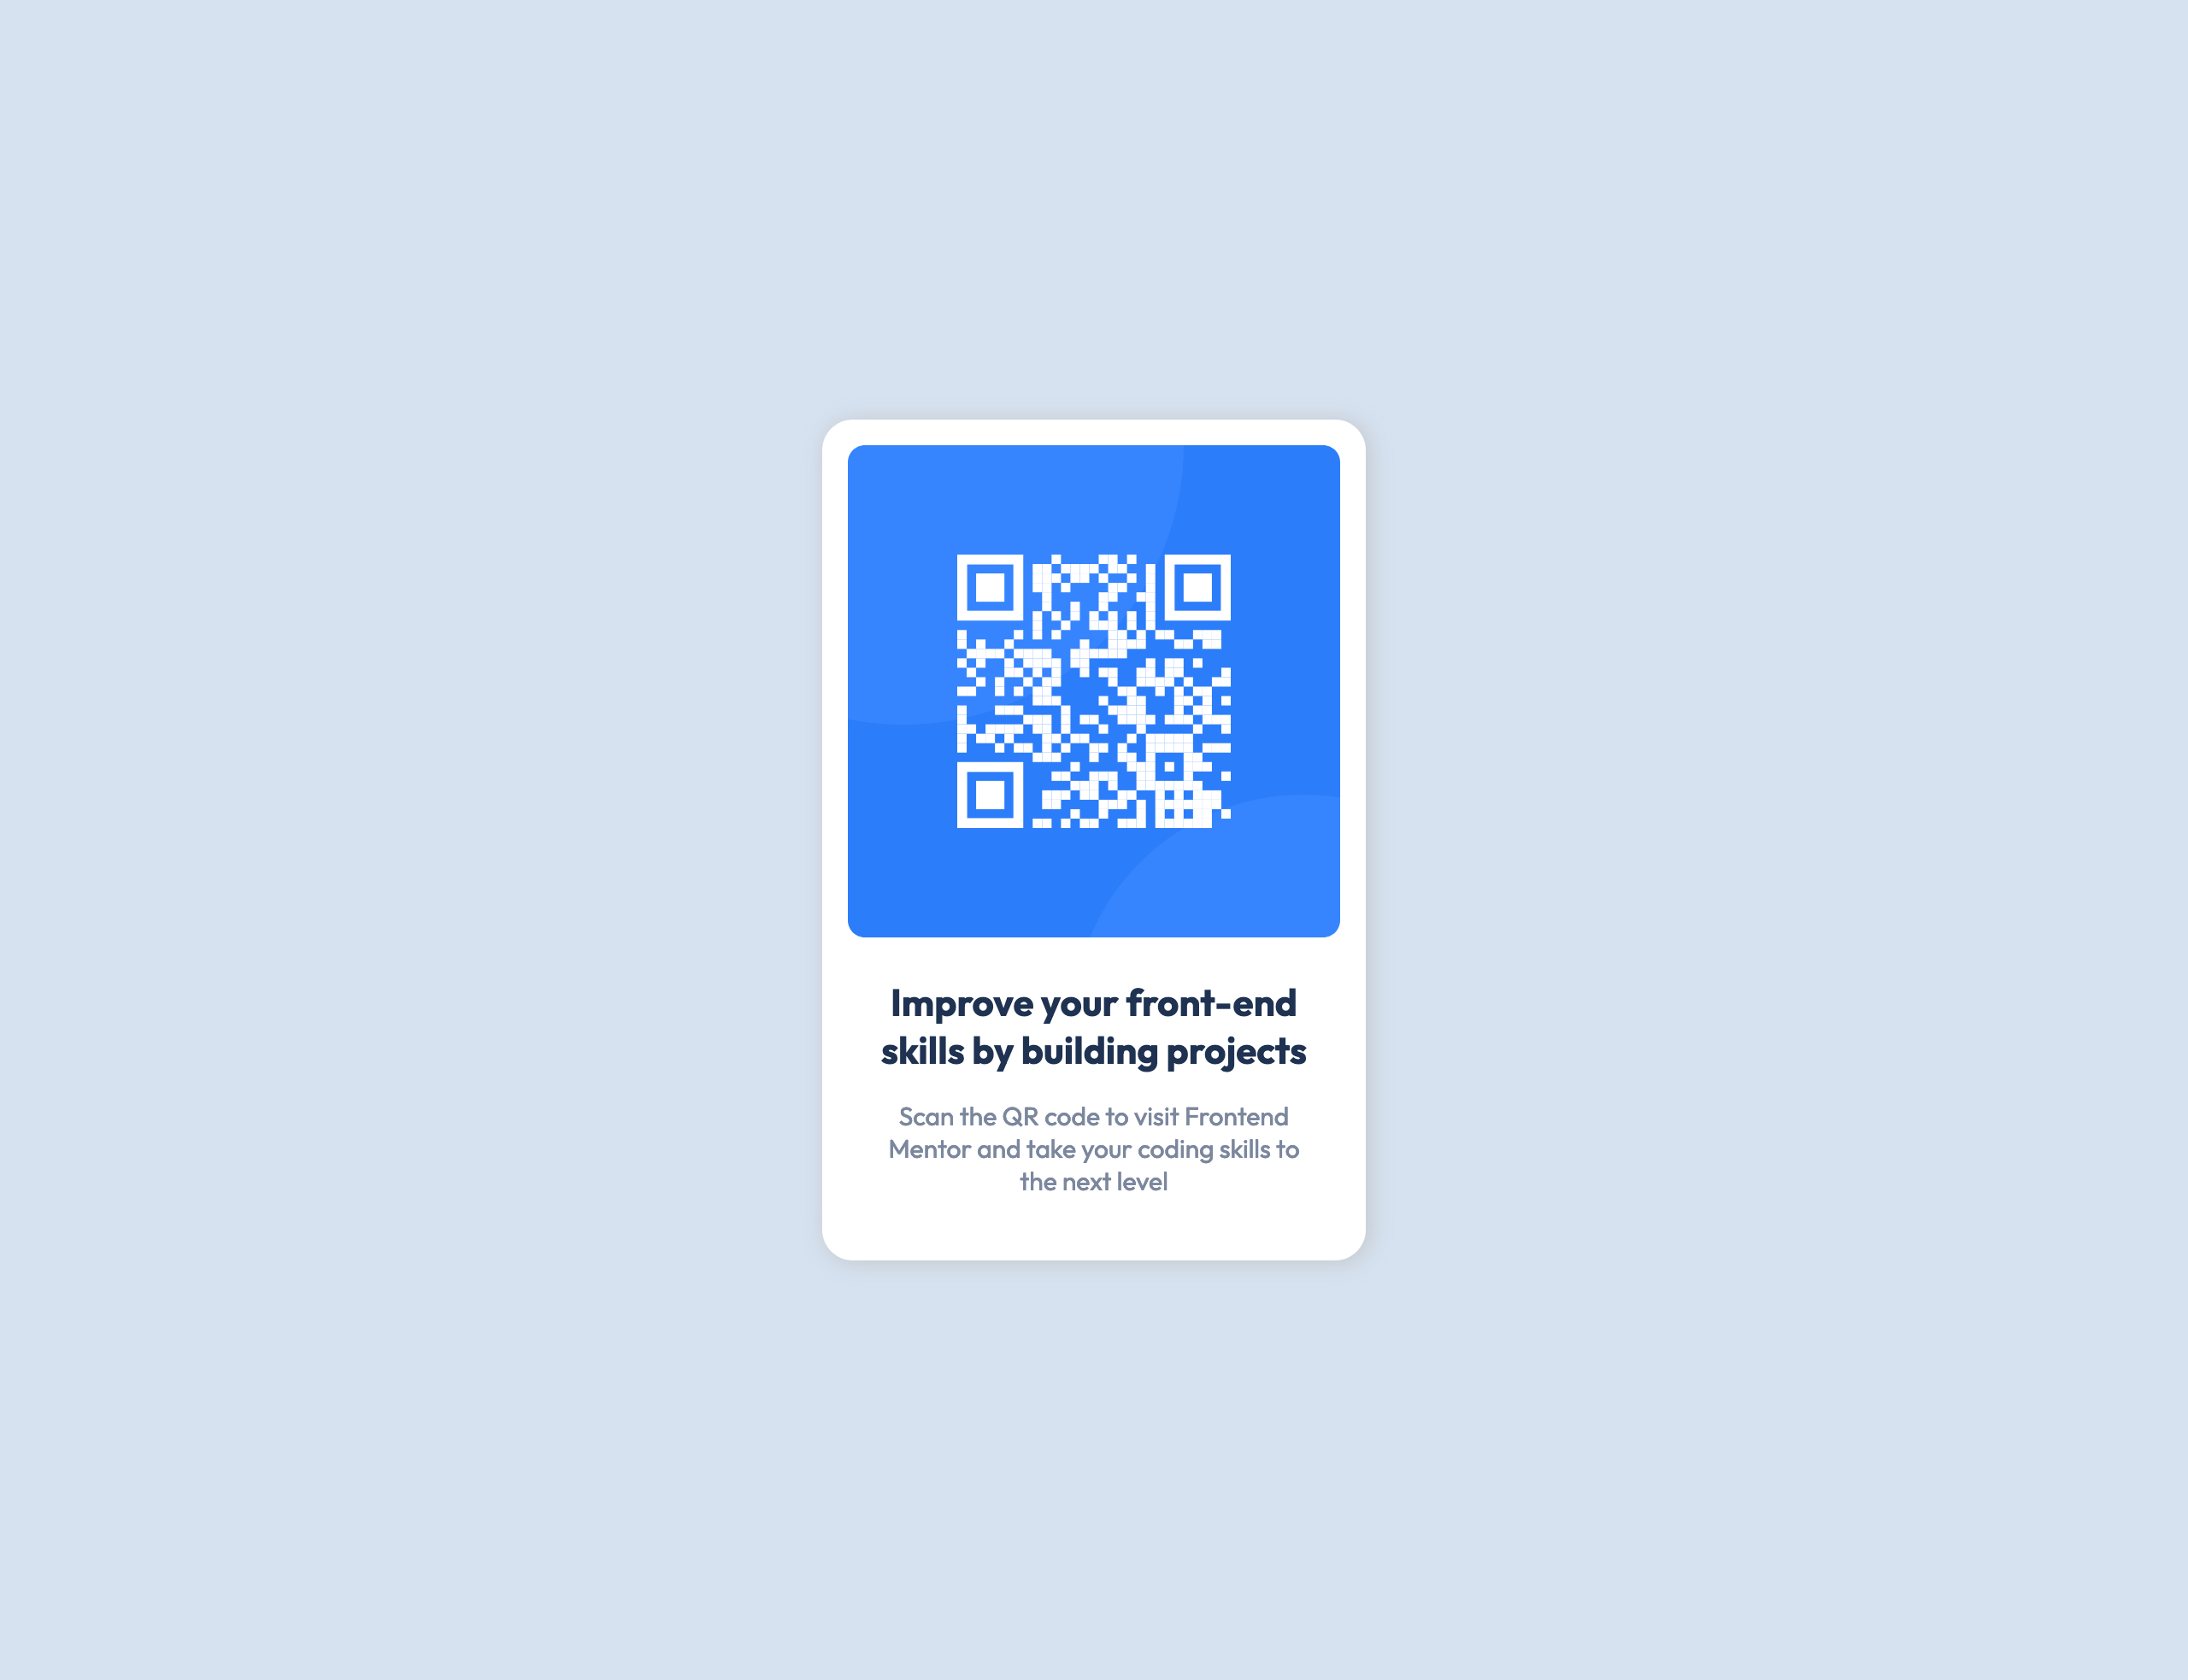 Improve your front-end
skills by building projects
Scan the QR code to visit Frontend
Mentor and take your coding skills to
the next level